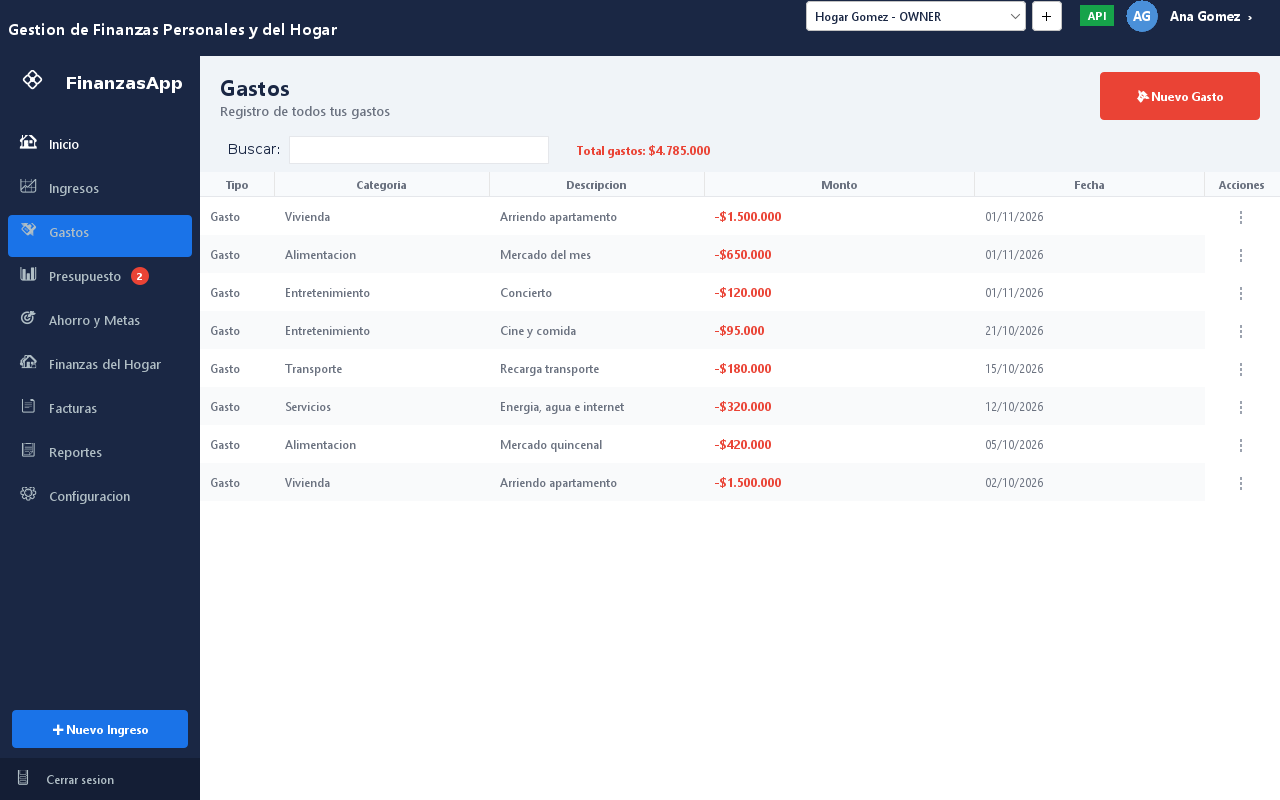 Gestion de Finanzas Personales y del Hogar
Hogar Gomez - OWNER
+
API
AG
Ana Gomez ›
FinanzasApp
Inicio
Ingresos
Gastos
Presupuesto 2
Ahorro y Metas
Finanzas del Hogar
Facturas
Reportes
Configuracion
+ Nuevo Ingreso
Cerrar sesion
Gastos
Registro de todos tus gastos
Nuevo Gasto
Buscar:
Total gastos: $4.785.000
Tipo Categoria Descripcion Monto Fecha Acciones
Gasto Vivienda Arriendo apartamento -$1.500.000 01/11/2026
Gasto Alimentacion Mercado del mes -$650.000 01/11/2026
Gasto Entretenimiento Concierto -$120.000 01/11/2026
Gasto Entretenimiento Cine y comida -$95.000 21/10/2026
Gasto Transporte Recarga transporte -$180.000 15/10/2026
Gasto Servicios Energia, agua e internet -$320.000 12/10/2026
Gasto Alimentacion Mercado quincenal -$420.000 05/10/2026
Gasto Vivienda Arriendo apartamento -$1.500.000 02/10/2026